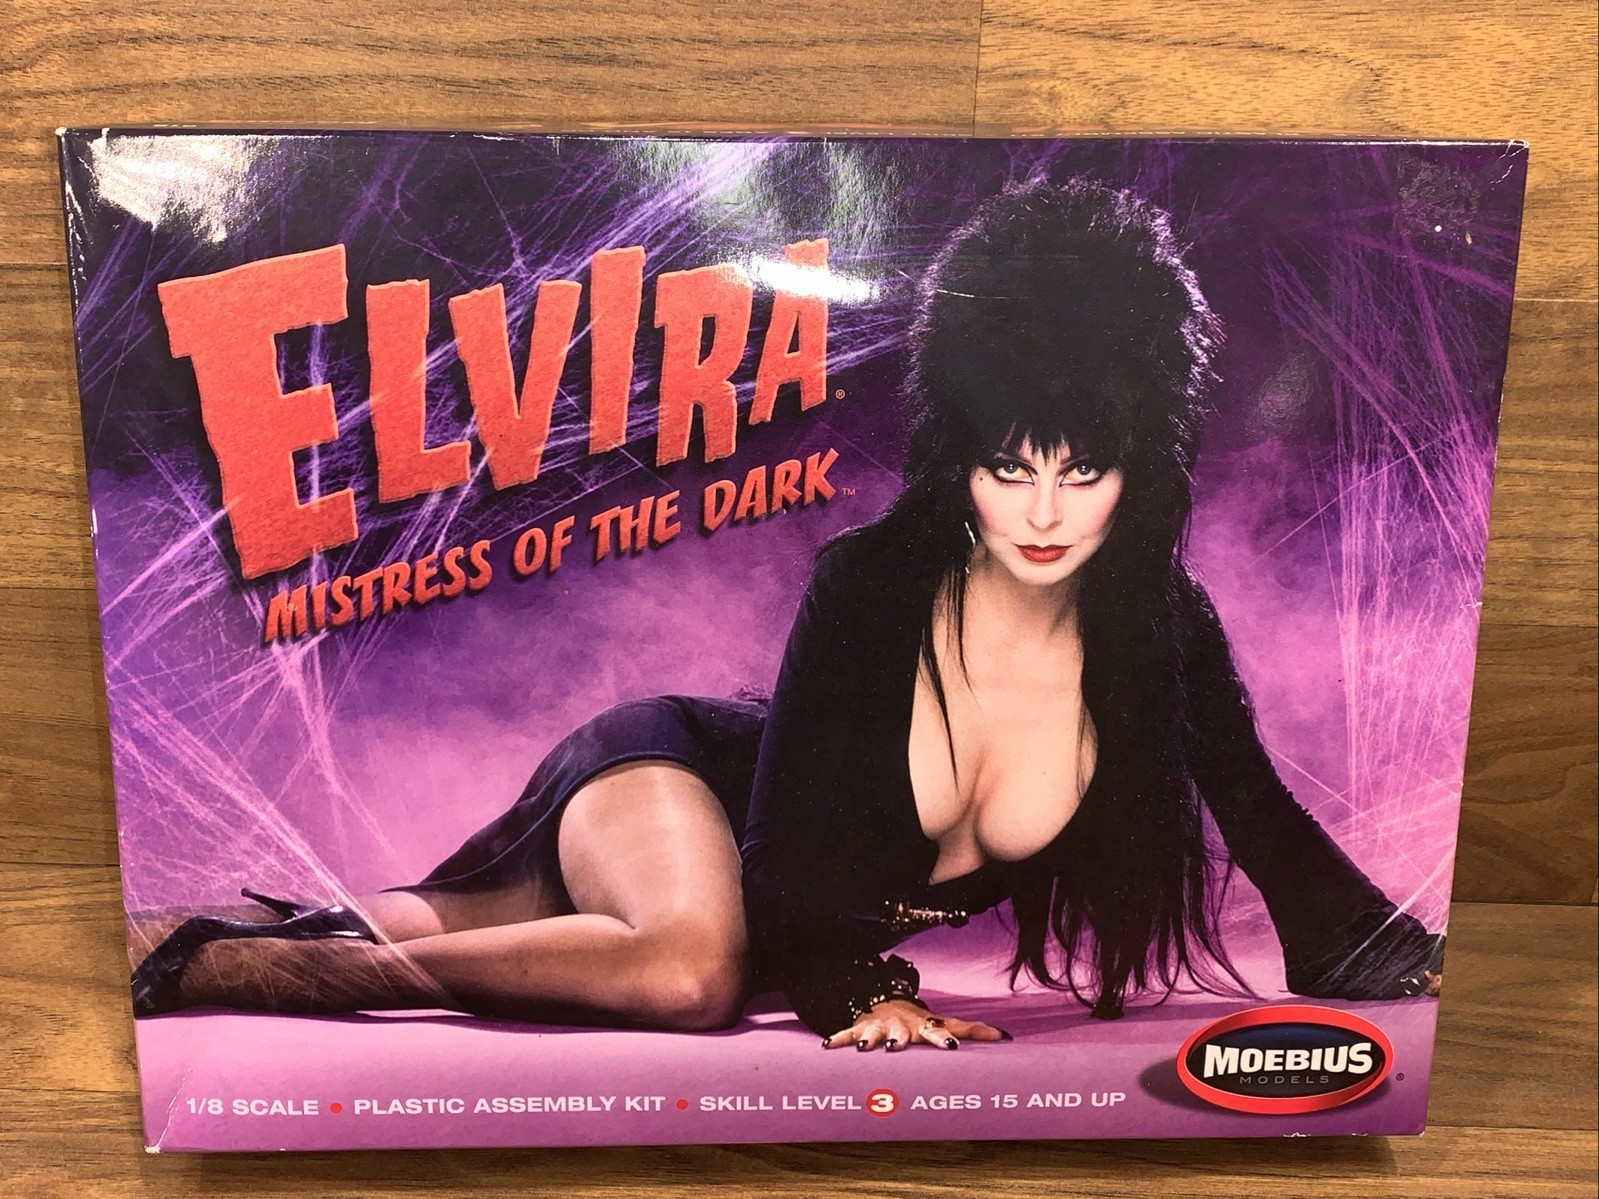 ELVIRA®
MISTRESS OF THE DARK™
1/8 SCALE • PLASTIC ASSEMBLY KIT • SKILL LEVEL 3 AGES 15 AND UP
MOEBIUS
MODELS ®